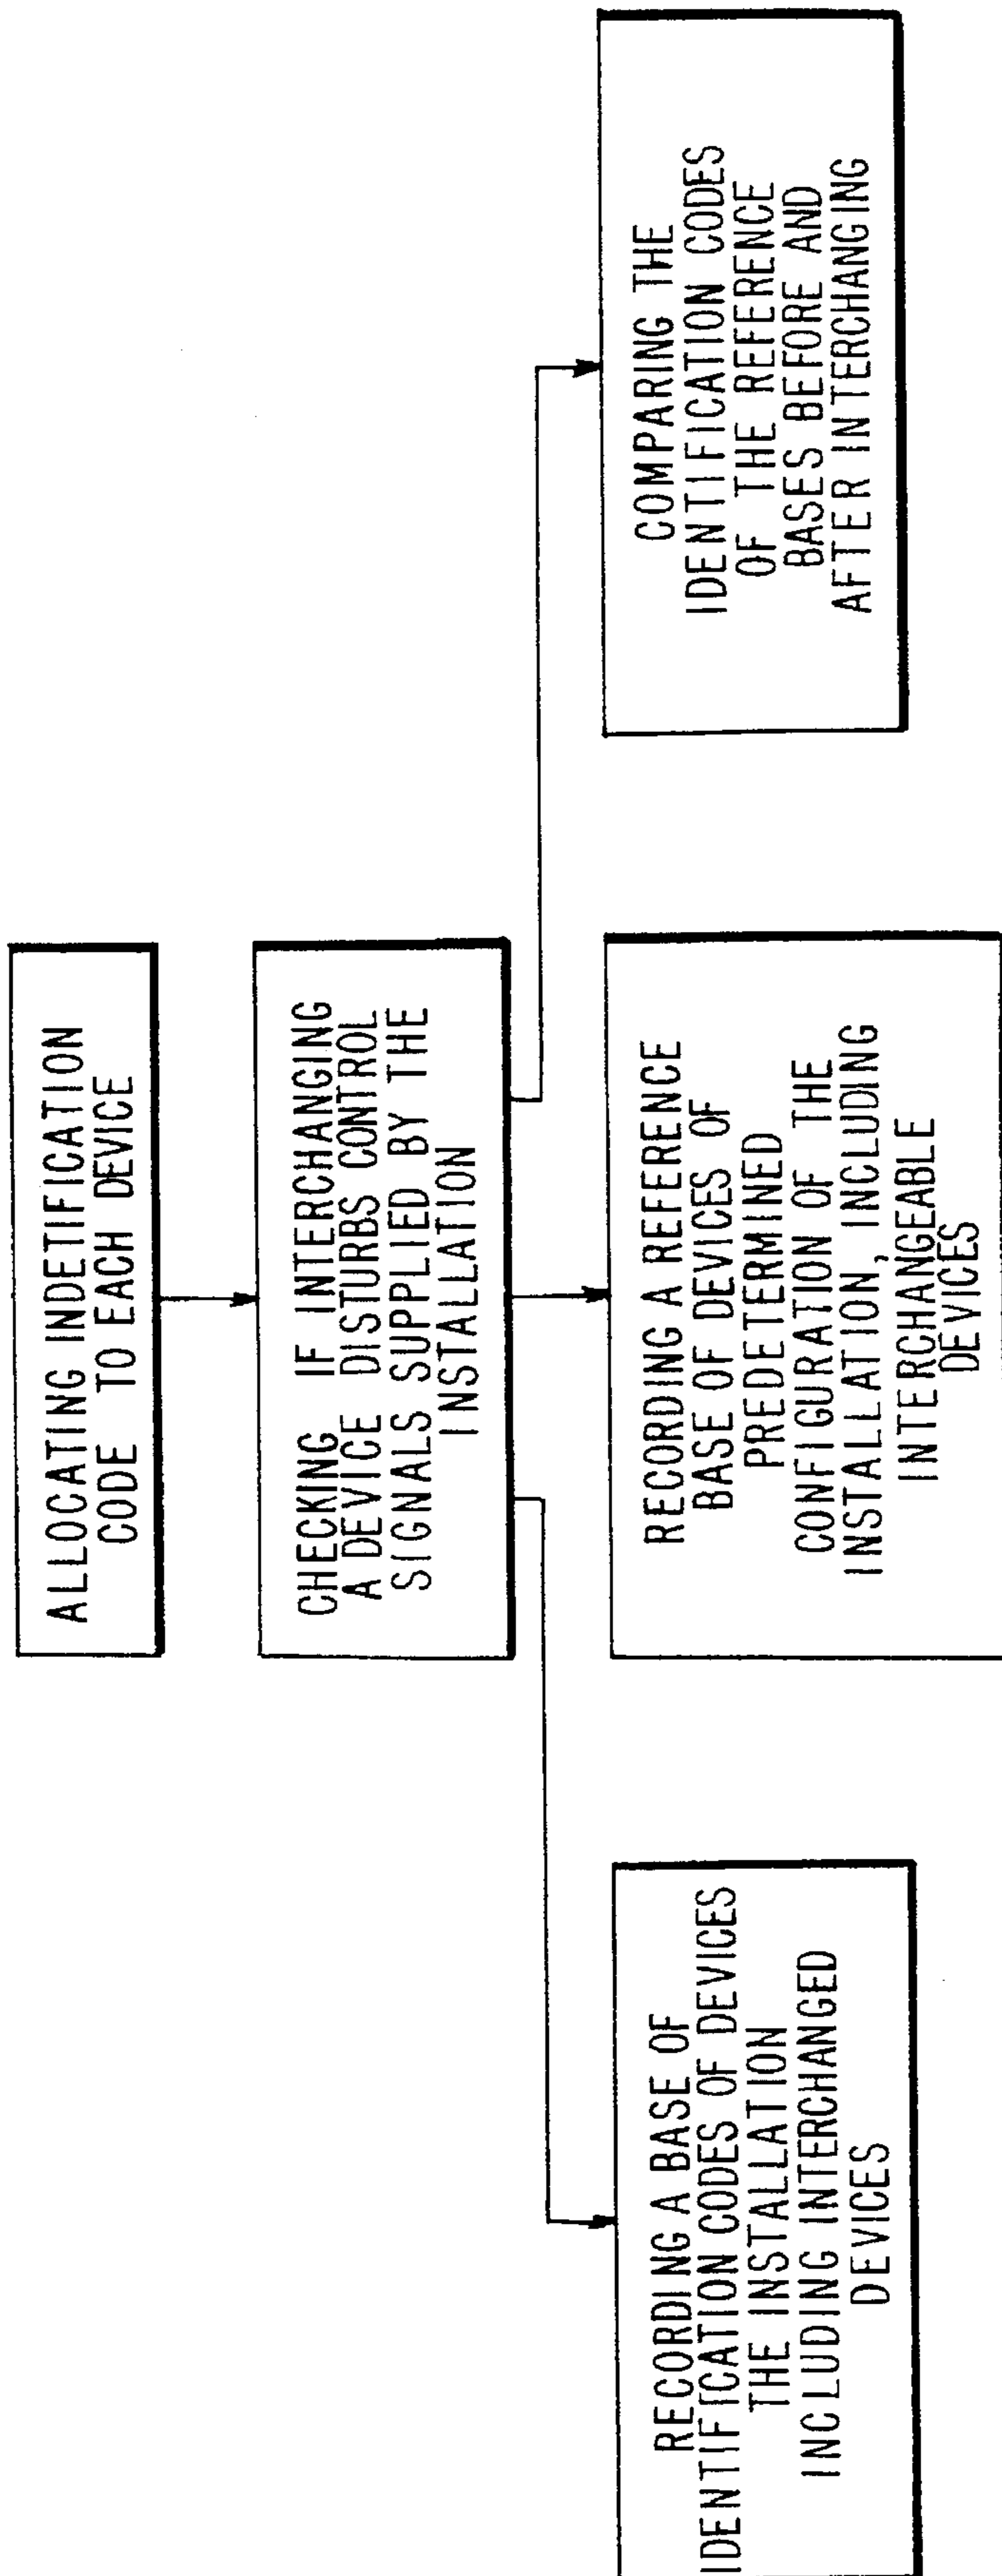 ALLOCATING INDETIFICATION
CODE TO EACH DEVICE
CHECKING IF INTERCHANGING
A DEVICE DISTURBS CONTROL
SIGNALS SUPPLIED BY THE
INSTALLATION
RECORDING A BASE OF
IDENTIFICATION CODES OF DEVICES
THE INSTALLATION
INCLUDING INTERCHANGED
DEVICES
RECORDING A REFERENCE
BASE OF DEVICES OF
PREDETERMINED
CONFIGURATION OF THE
INSTALLATION, INCLUDING
INTERCHANGEABLE
DEVICES
COMPARING THE
IDENTIFICATION CODES
OF THE REFERENCE
BASES BEFORE AND
AFTER INTERCHANGING